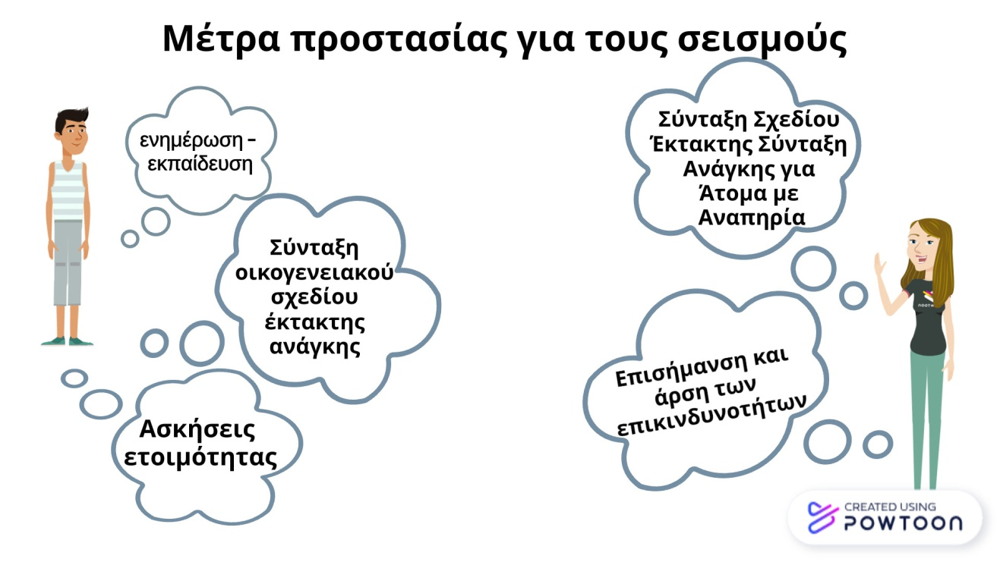 Μέτρα προστασίας για τους σεισμούς
ενημέρωση -
εκπαίδευση
Σύνταξη
οικογενειακού
σχεδίου
έκτακτης
ανάγκης
Ασκήσεις
ετοιμότητας
Σύνταξη Σχεδίου
Έκτακτης Σύνταξη
Ανάγκης για
Άτομα με
Αναπηρία
Επισήμανση και
άρση των
επικινδυνοτήτων
CREATED USING
POWTOON